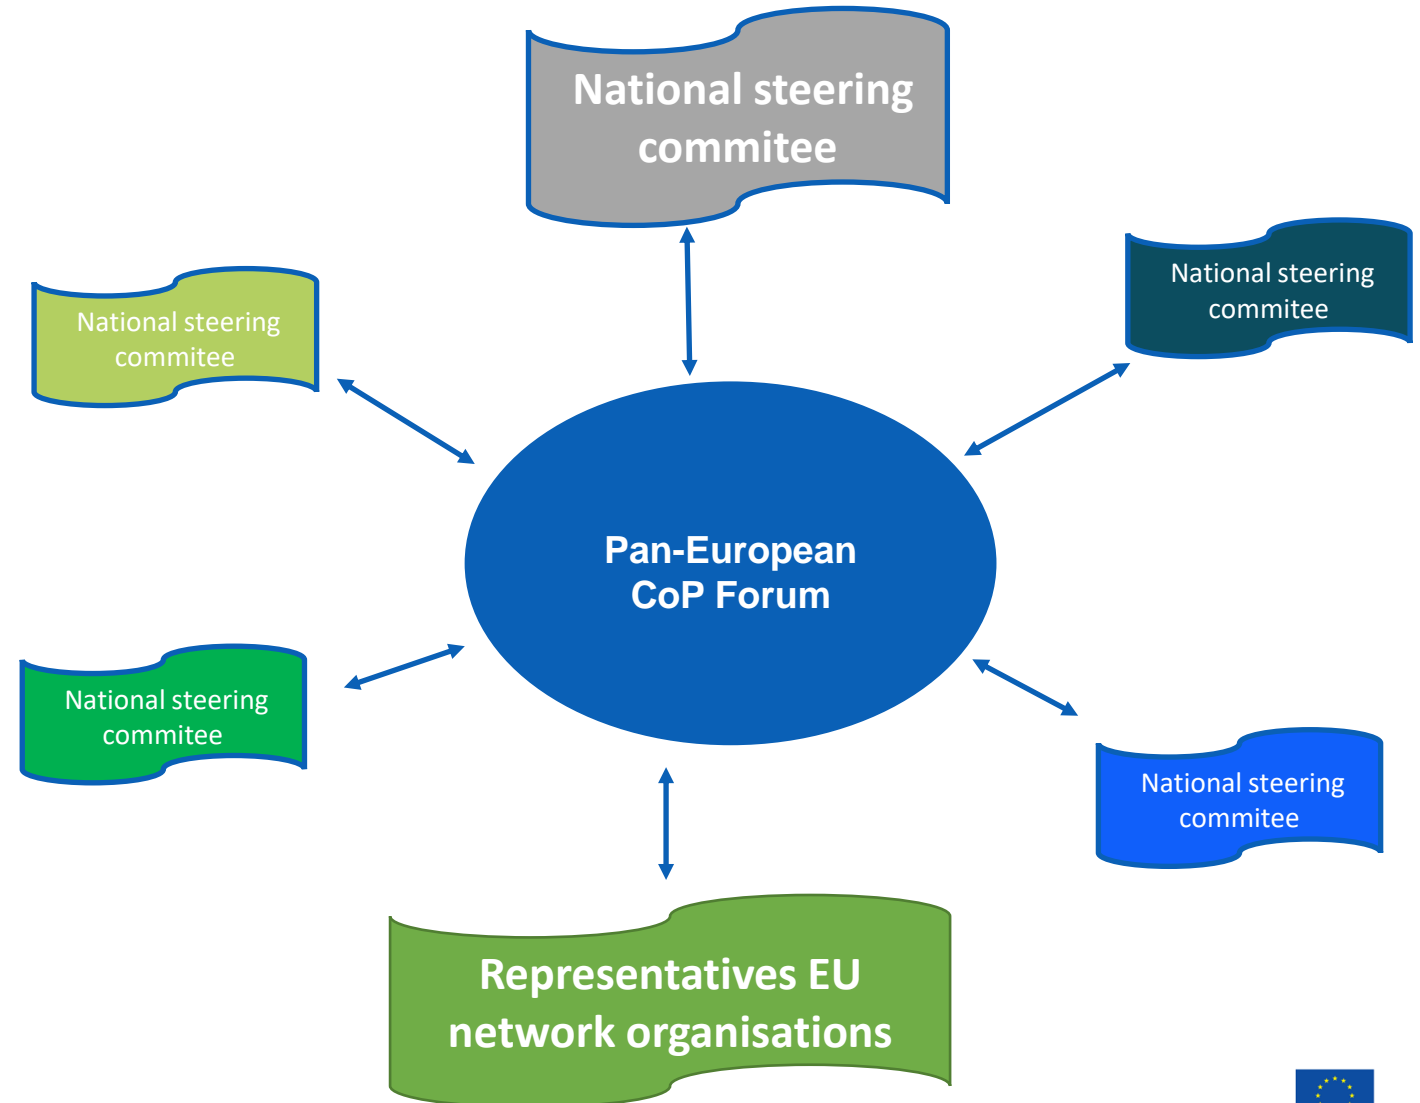 National steering
commitee
National steering
commitee
National steering
commitee
Pan-European
CoP Forum
National steering
commitee
National steering
commitee
Representatives EU
network organisations